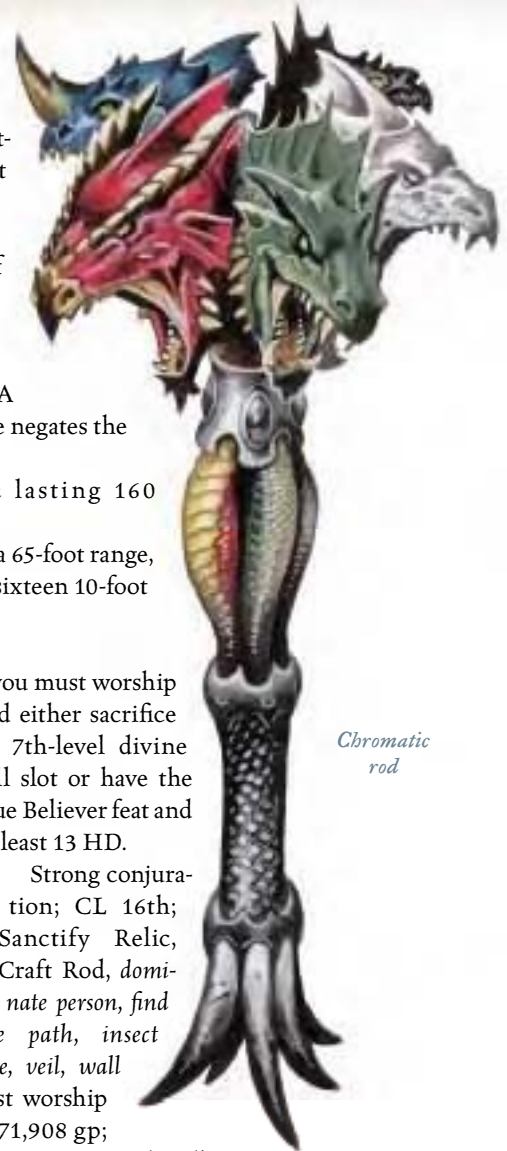 t-
t
f
A
e negates the
lasting 160
a 65-foot range,
sixteen 10-foot
you must worship
d either sacrifice
7th-level divine
ll slot or have the
ue Believer feat and
least 13 HD.
Strong conjura-
tion; CL 16th;
Sanctify Relic,
Craft Rod, domi-
nate person, find
e path, insect
e, veil, wall
st worship
71,908 gp;
Chromatic
rod